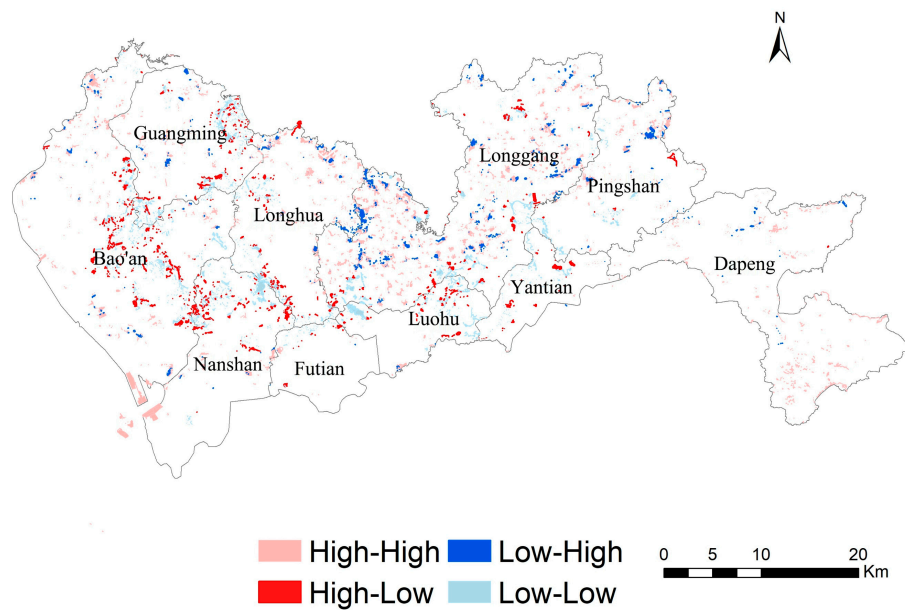 N
Guangming
Longgang
Pingshan
Longhua
Bao'an
Dapeng
Yantian
Luohu
Nanshan
Futian
High-High
Low-High
High-Low
Low-Low
0 5 10 20
Km